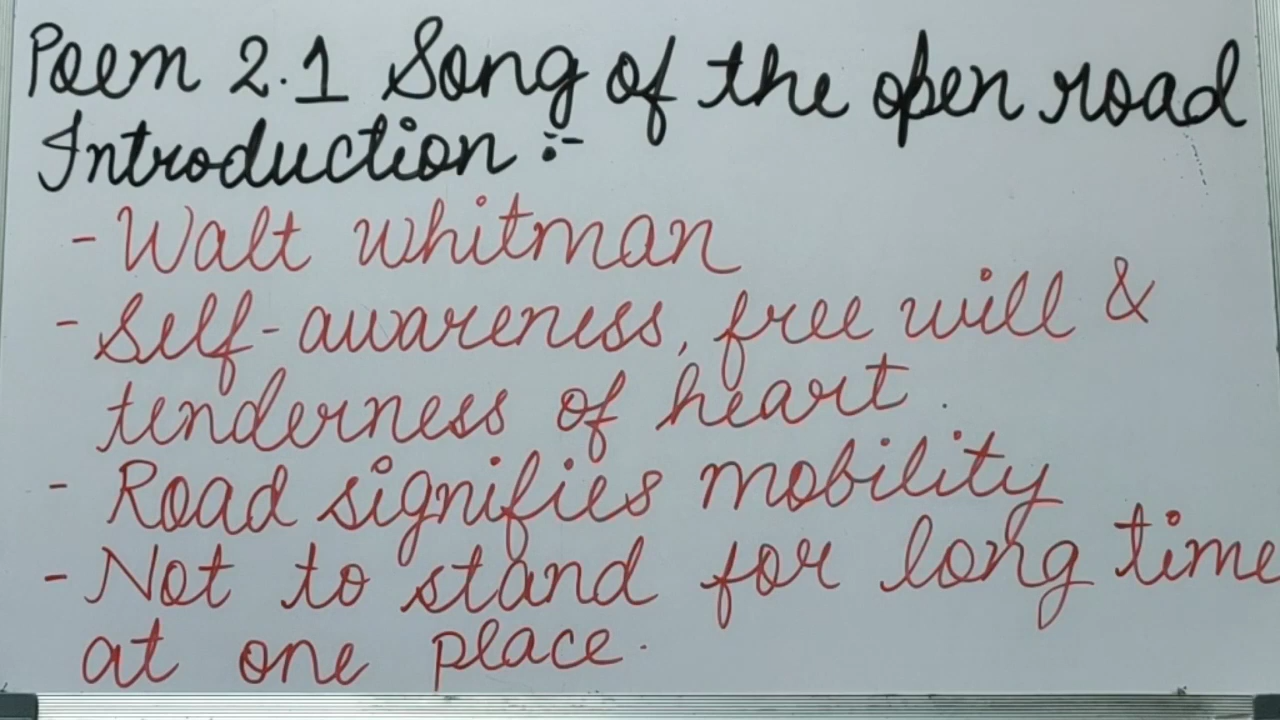 Poem 2.1 Song of the open road
Introduction :-
- Walt whitman
- Self-awareness, free will &
tenderness of heart.
- Road signifies mobility
- Not to stand for long time
at one place.